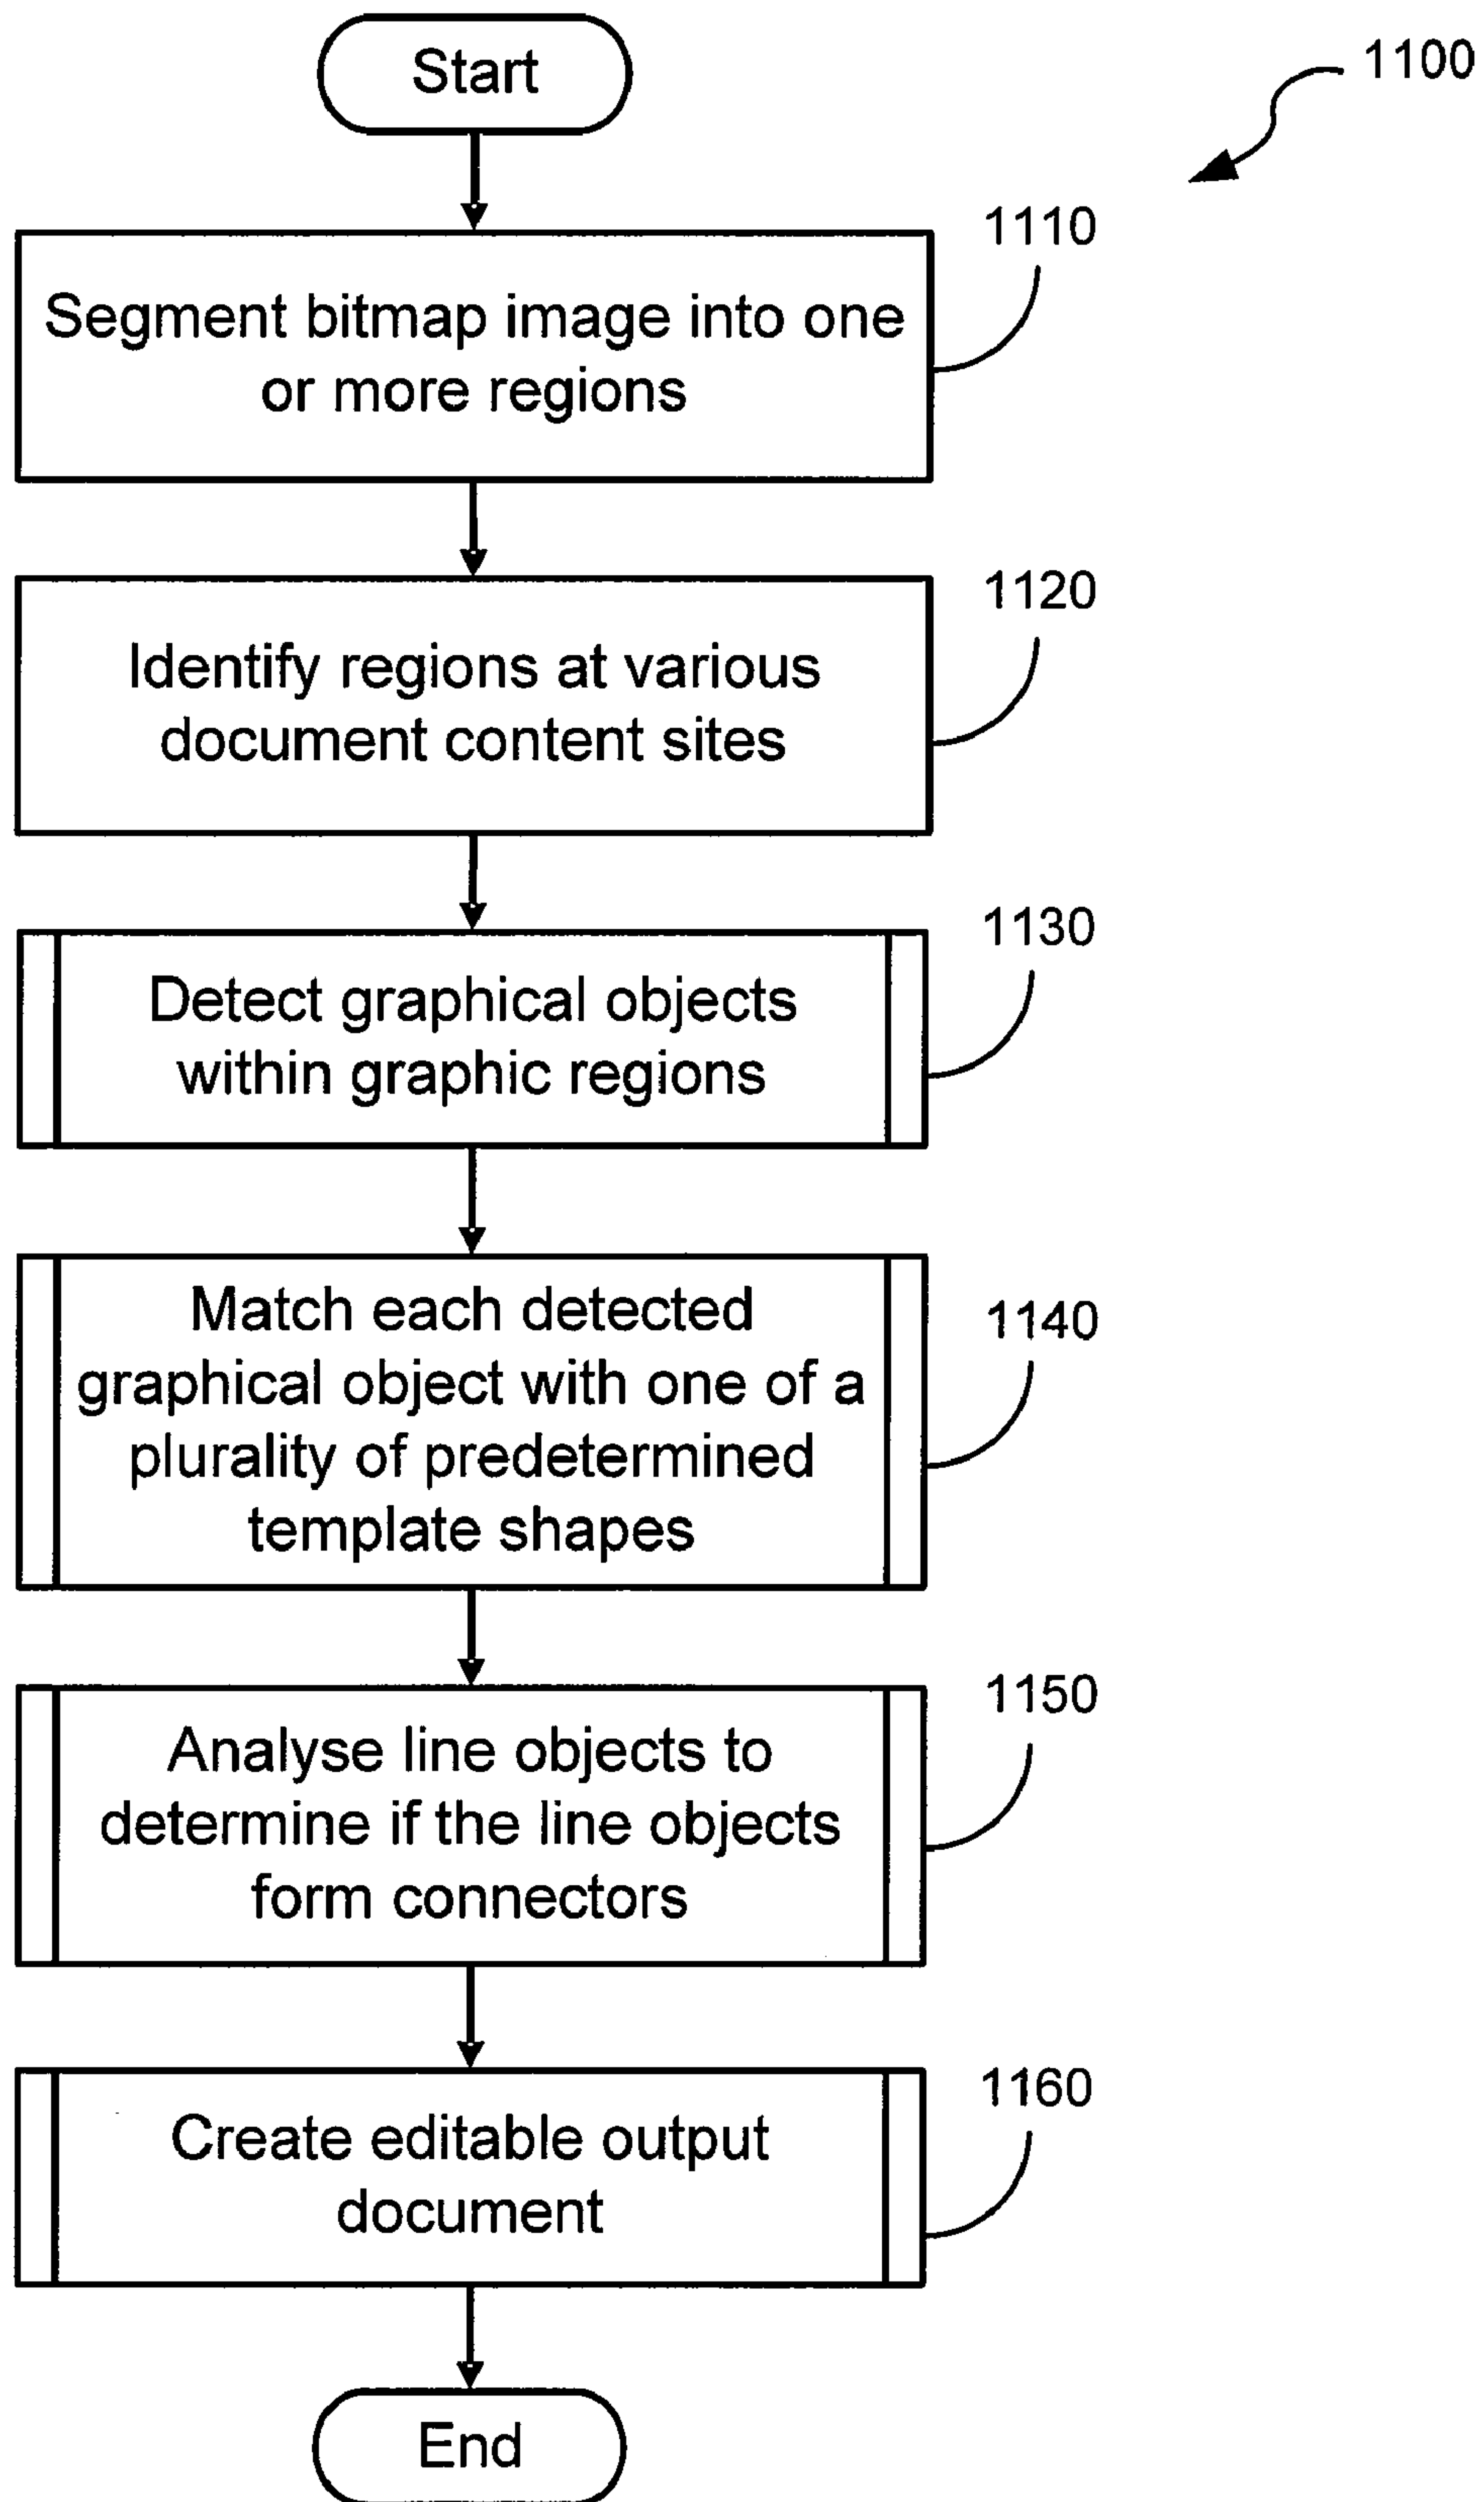 Start
1100
1110
Segment bitmap image into one
or more regions
1120
Identify regions at various
document content sites
1130
Detect graphical objects
within graphic regions
1140
Match each detected
graphical object with one of a
plurality of predetermined
template shapes
1150
Analyse line objects to
determine if the line objects
form connectors
1160
Create editable output
document
End